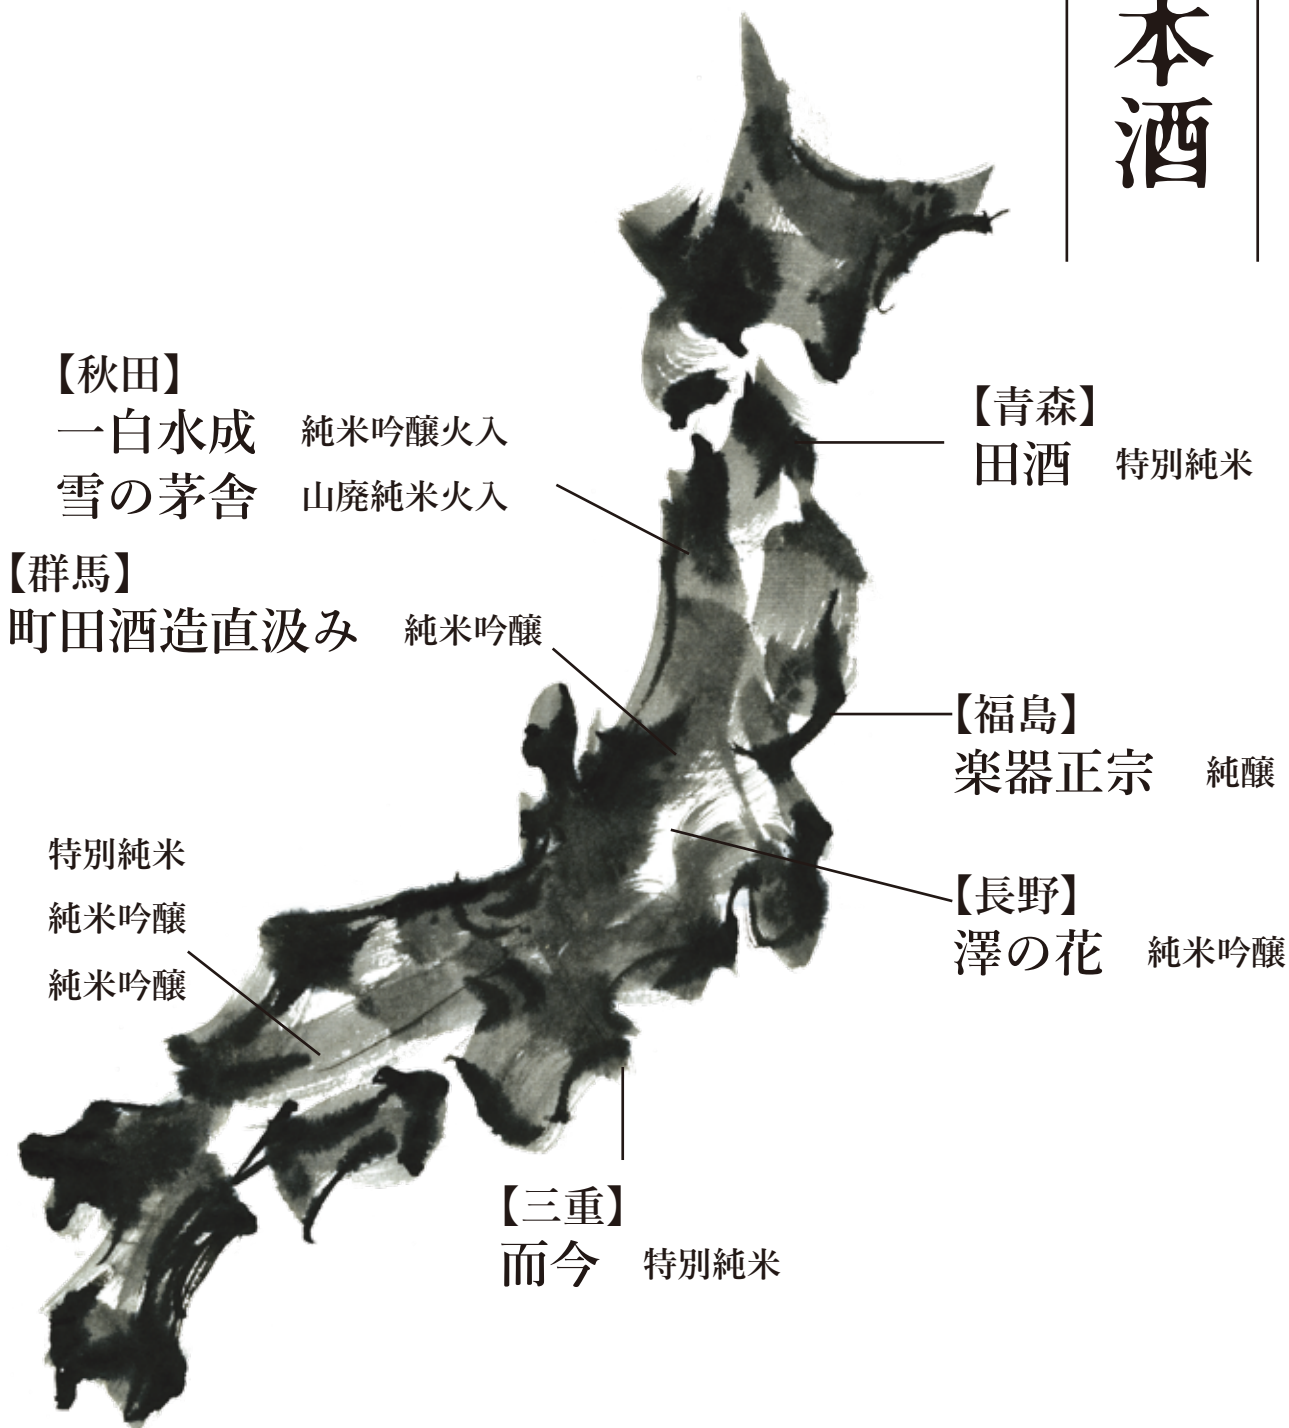 本酒
【秋田】
一白水成 純米吟醸火入
雪の茅舎 山廃純米火入
【青森】
田酒 特別純米
【群馬】
町田酒造直汲み 純米吟醸
【福島】
楽器正宗 純醸
特別純米
純米吟醸
純米吟醸
【長野】
澤の花 純米吟醸
【三重】
而今 特別純米